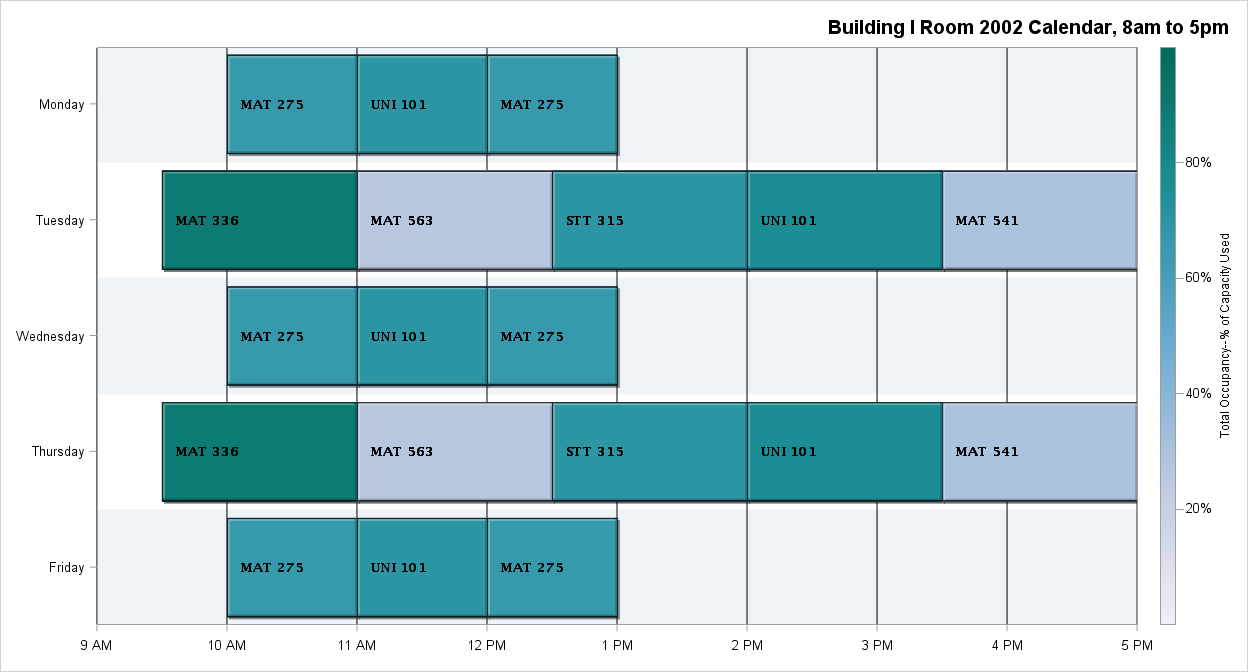 Building I Room 2002 Calendar, 8am to 5pm
Monday
MAT 275
UNI 101
MAT 275
Tuesday
MAT 336
MAT 563
STT 315
UNI 101
MAT 541
Wednesday
MAT 275
UNI 101
MAT 275
Thursday
MAT 336
MAT 563
STT 315
UNI 101
MAT 541
Friday
MAT 275
UNI 101
MAT 275
9 AM
10 AM
11 AM
12 PM
1 PM
2 PM
3 PM
4 PM
5 PM
80%
60%
40%
20%
Total Occupancy--% of Capacity Used